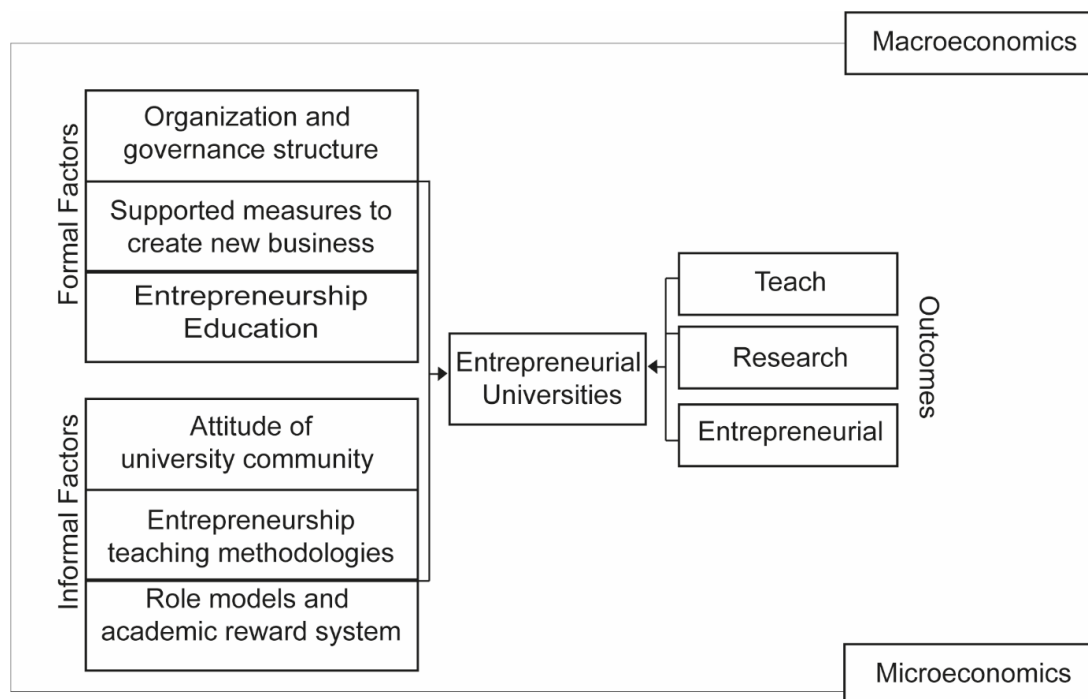 Macroeconomics
Formal Factors
Organization and
governance structure
Supported measures to
create new business
Entrepreneurship
Education
Informal Factors
Attitude of
university community
Entrepreneurship
teaching methodologies
Role models and
academic reward system
Entrepreneurial
Universities
Teach
Research
Entrepreneurial
Outcomes
Microeconomics